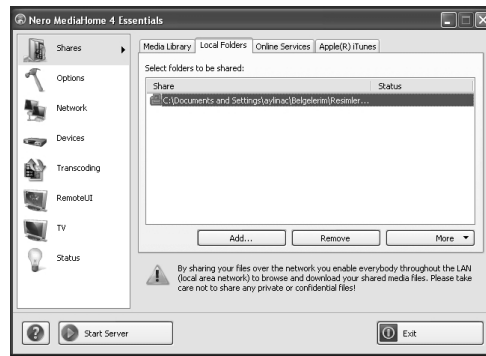 Nero MediaHome 4 Essentials
Shares
Options
Network
Devices
Transcoding
RemoteUI
TV
Status
Media Library Local Folders Online Services Apple(R) iTunes
Select folders to be shared:
Share Status
C:\Documents and Settings\aylinac\Belgelerim\Resimler...
Add... Remove More
By sharing your files over the network you enable everybody throughout the LAN
(local area network) to browse and download your shared media files. Please take
care not to share any private or confidential files!
? Start Server Exit